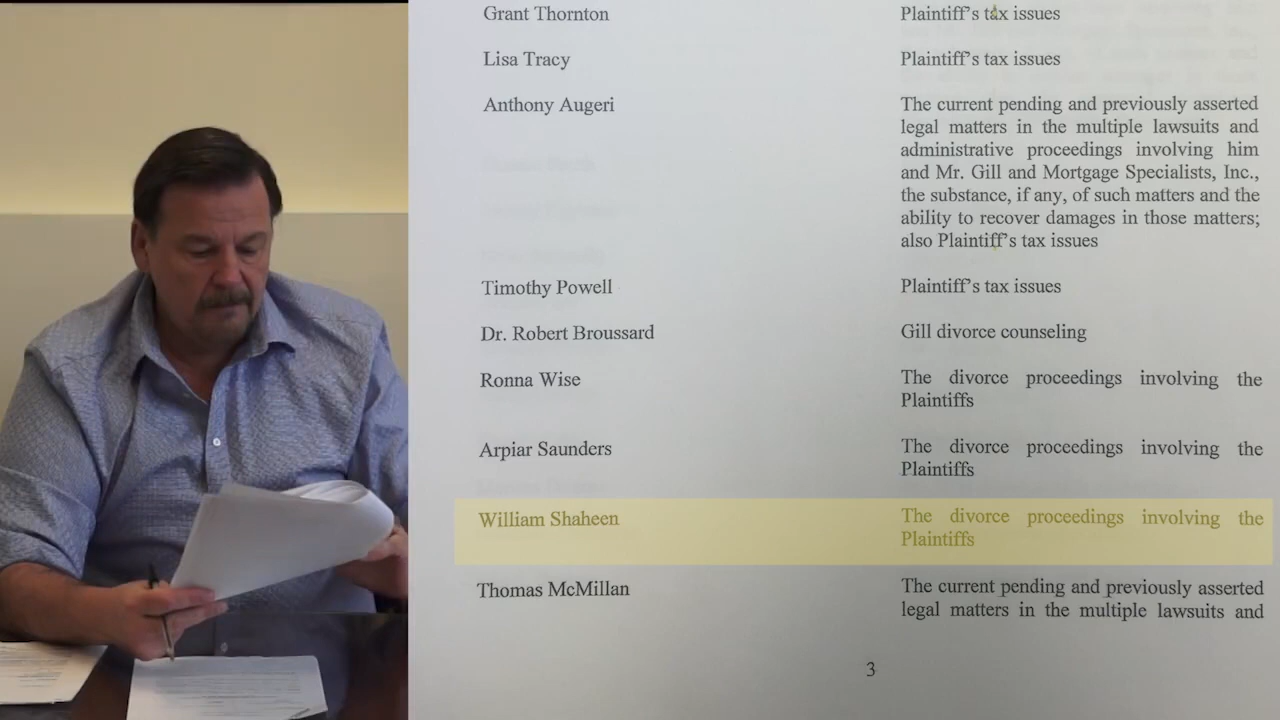 Grant Thornton Plaintiff's tax issues
Lisa Tracy Plaintiff's tax issues
Anthony Augeri The current pending and previously asserted
legal matters in the multiple lawsuits and
administrative proceedings involving him
and Mr. Gill and Mortgage Specialists, Inc.,
the substance, if any, of such matters and the
ability to recover damages in those matters;
also Plaintiff's tax issues
Timothy Powell Plaintiff's tax issues
Dr. Robert Broussard Gill divorce counseling
Ronna Wise The divorce proceedings involving the
Plaintiffs
Arpiar Saunders The divorce proceedings involving the
Plaintiffs
William Shaheen The divorce proceedings involving the
Plaintiffs
Thomas McMillan The current pending and previously asserted
legal matters in the multiple lawsuits and
3